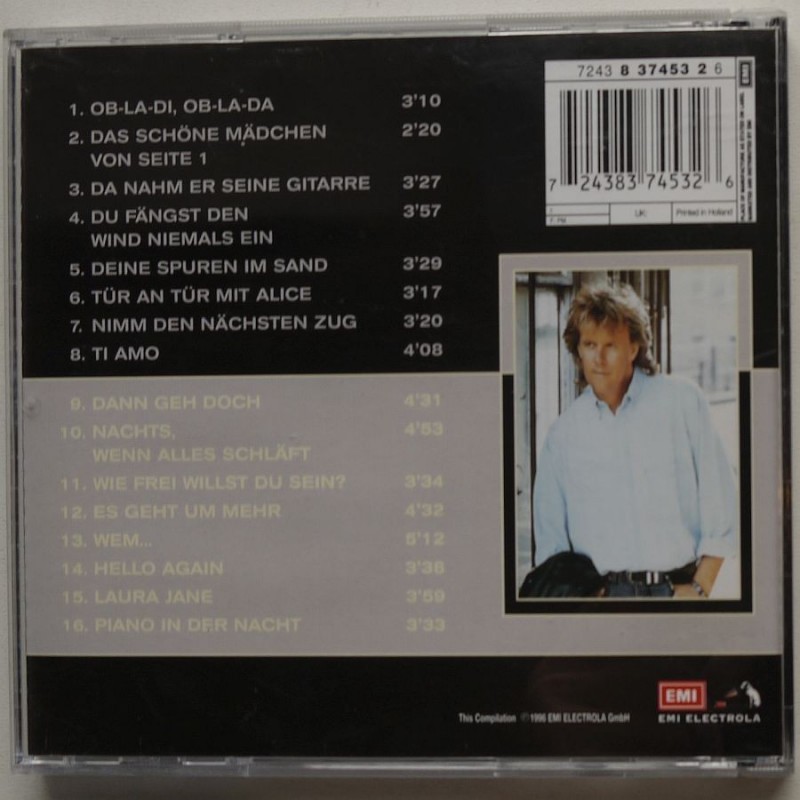 1. OB-LA-DI, OB-LA-DA 3'10
2. DAS SCHÖNE MÄDCHEN 2'20
VON SEITE 1
3. DA NAHM ER SEINE GITARRE 3'27
4. DU FÄNGST DEN 3'57
WIND NIEMALS EIN
5. DEINE SPUREN IM SAND 3'29
6. TÜR AN TÜR MIT ALICE 3'17
7. NIMM DEN NÄCHSTEN ZUG 3'20
8. TI AMO 4'08
9. DANN GEH DOCH 4'31
10. NACHTS, 4'53
WENN ALLES SCHLÄFT
11. WIE FREI WILLST DU SEIN? 3'34
12. ES GEHT UM MEHR 4'32
13. WEM... 5'12
14. HELLO AGAIN 3'38
15. LAURA JANE 3'59
16. PIANO IN DER NACHT 3'33
7243 8 37453 2 6
EMI
7 24383 74532 6
UK:
Printed in Holland
This Compilation ℗1996 EMI ELECTROLA GmbH
EMI
EMI ELECTROLA